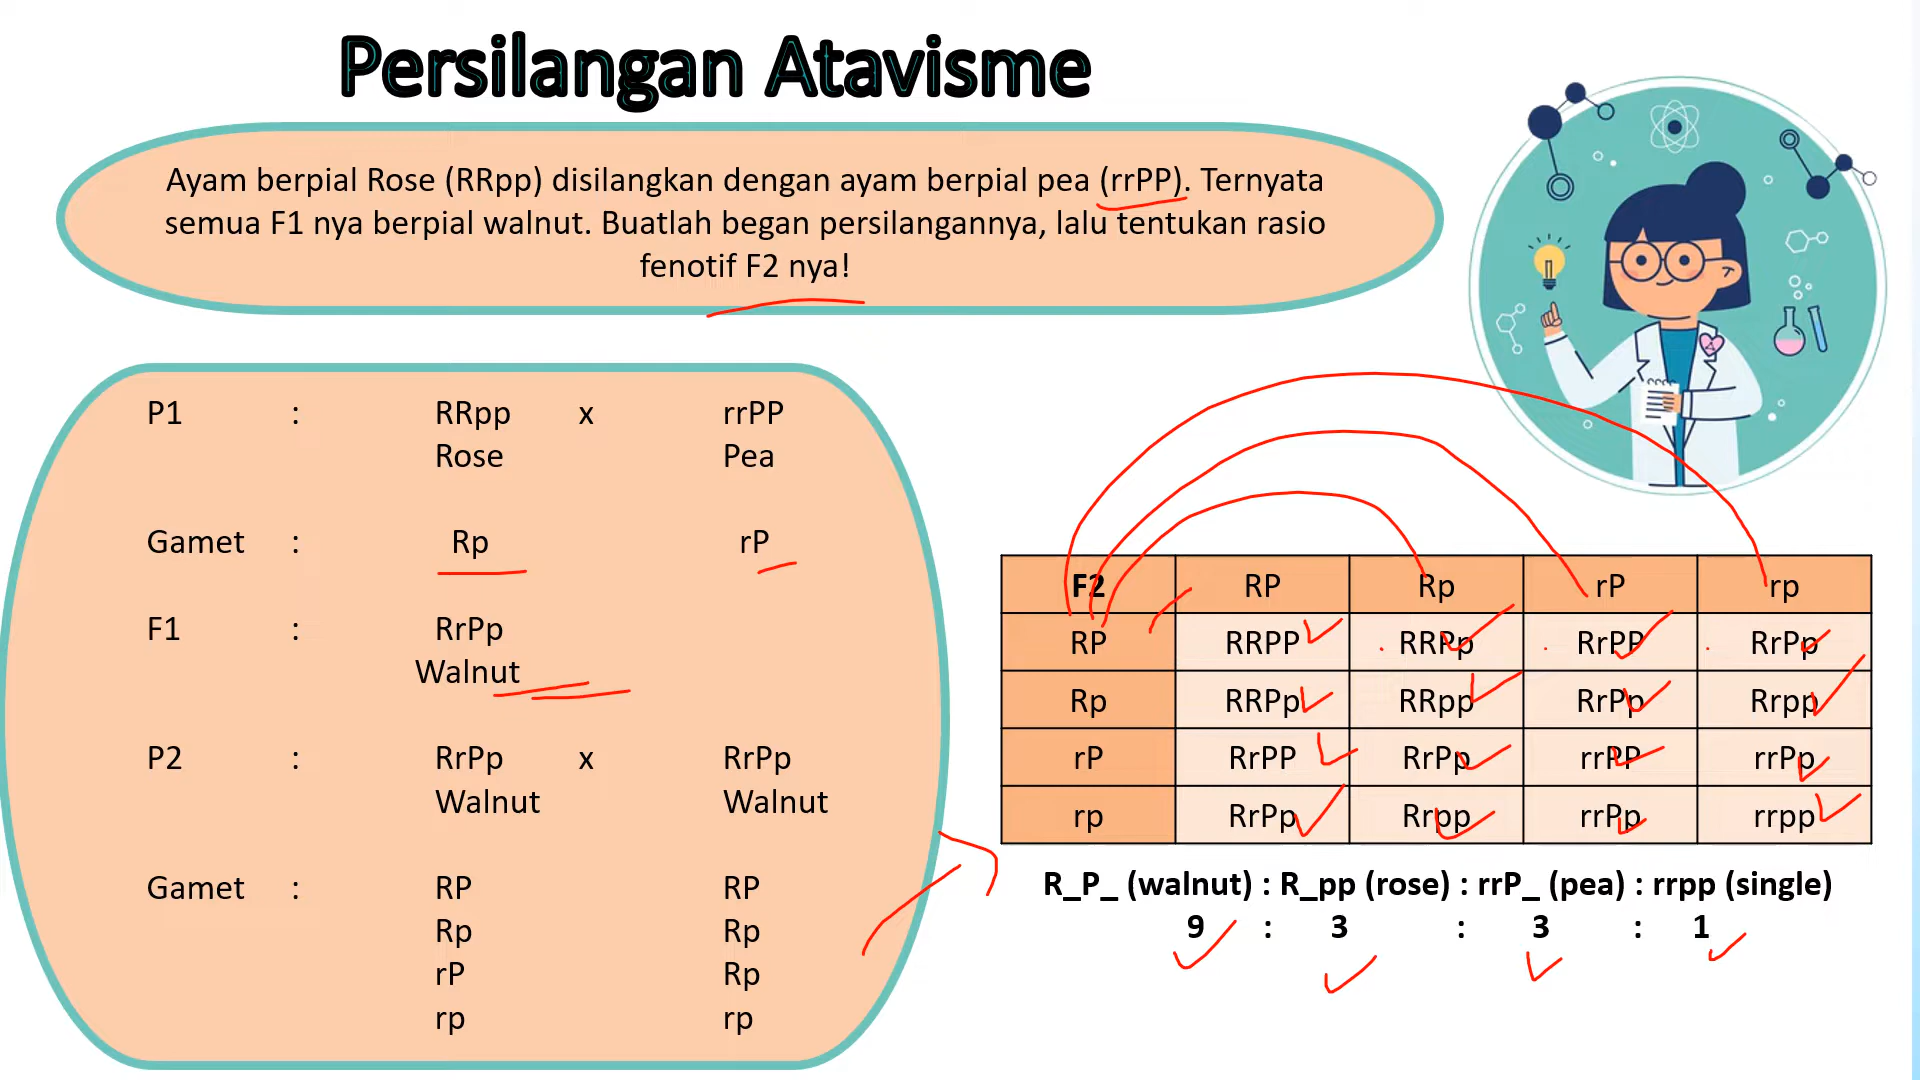 Persilangan Atavisme
Ayam berpial Rose (RRpp) disilangkan dengan ayam berpial pea (rrPP). Ternyata
semua F1 nya berpial walnut. Buatlah began persilangannya, lalu tentukan rasio
fenotif F2 nya!
P1 : RRpp x rrPP
Rose Pea
Gamet : Rp rP
F1 : RrPp
Walnut
P2 : RrPp x RrPp
Walnut Walnut
Gamet : RP RP
Rp Rp
rP Rp
rp rp
F2 RP Rp rP rp
RP RRPP RRPp RrPP RrPp
Rp RRPp RRpp RrPp Rrpp
rP RrPP RrPp rrPP rrPp
rp RrPp Rrpp rrPp rrpp
R_P_ (walnut) : R_pp (rose) : rrP_ (pea) : rrpp (single)
9 : 3 : 3 : 1